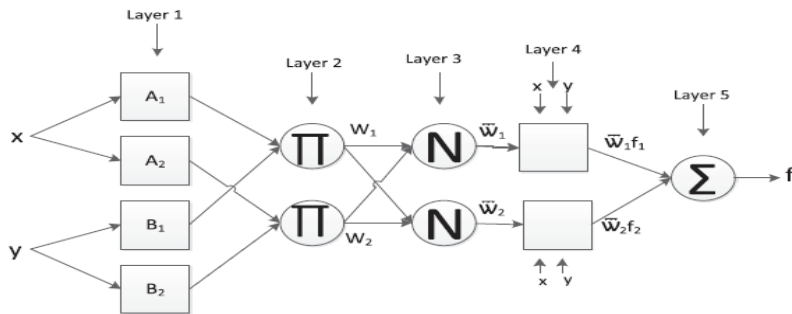 Layer 1
Layer 2
Layer 3
Layer 4
Layer 5
x y
x
y
A₁
A₂
B₁
B₂
Π
Π
W₁
W₂
N
N
w̅₁
w̅₂
x y
w̅₁f₁
w̅₂f₂
Σ
f